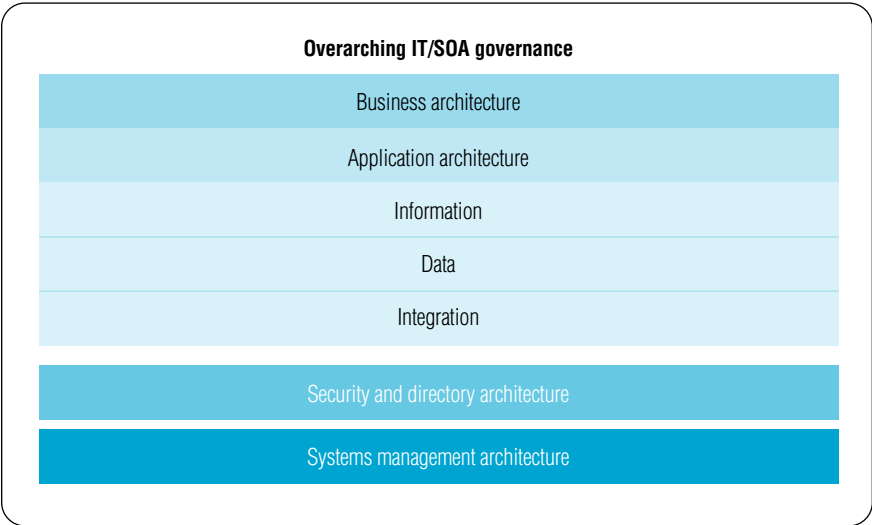 Overarching IT/SOA governance
Business architecture
Application architecture
Information
Data
Integration
Security and directory architecture
Systems management architecture